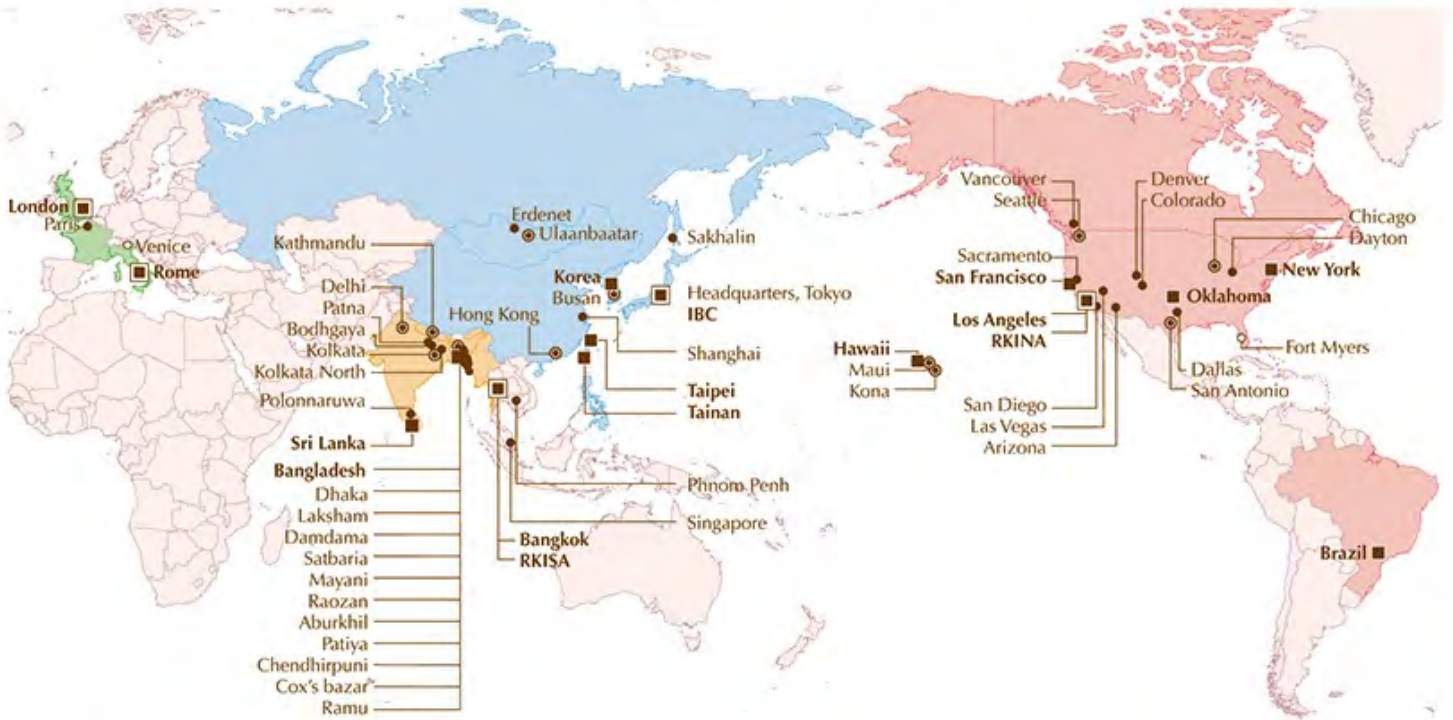 London
Paris
Venice
Rome
Kathmandu
Delhi
Patna
Bodhgaya
Kolkata
Kolkata North
Polonnaruwa
Sri Lanka
Bangladesh
Dhaka
Laksham
Damdama
Satbaria
Mayani
Raozan
Aburkhil
Patiya
Chendhirpuni
Cox's bazar
Ramu
Erdenet
Ulaanbaatar
Sakhalin
Korea
Busan
Headquarters, Tokyo
IBC
Hong Kong
Shanghai
Taipei
Tainan
Phnom Penh
Singapore
Bangkok
RKISA
Hawaii
Maui
Kona
Vancouver
Seattle
Sacramento
San Francisco
Los Angeles
RKINA
San Diego
Las Vegas
Arizona
Denver
Colorado
Chicago
Dayton
New York
Oklahoma
Fort Myers
Dallas
San Antonio
Brazil